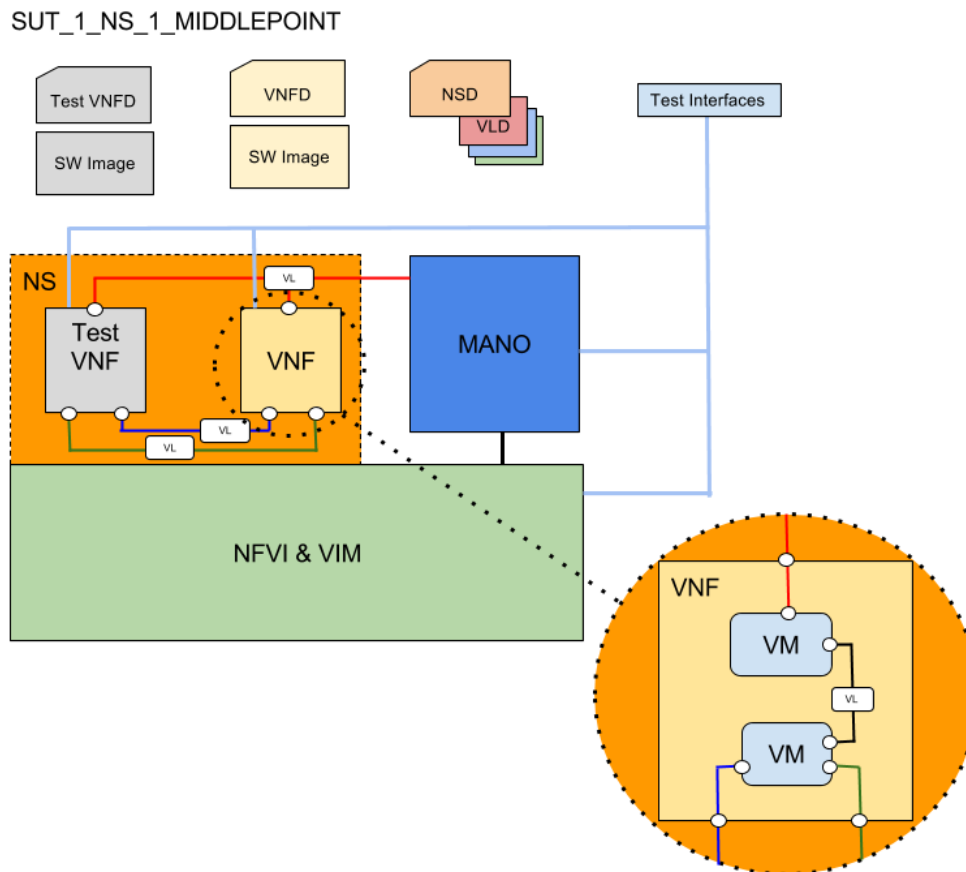 SUT_1_NS_1_MIDDLEPOINT
Test VNFD
VNFD
NSD
VLD
Test Interfaces
SW Image
SW Image
NS
VL
Test
VNF
VNF
MANO
VL
VL
NFVI & VIM
VNF
VM
VL
VM